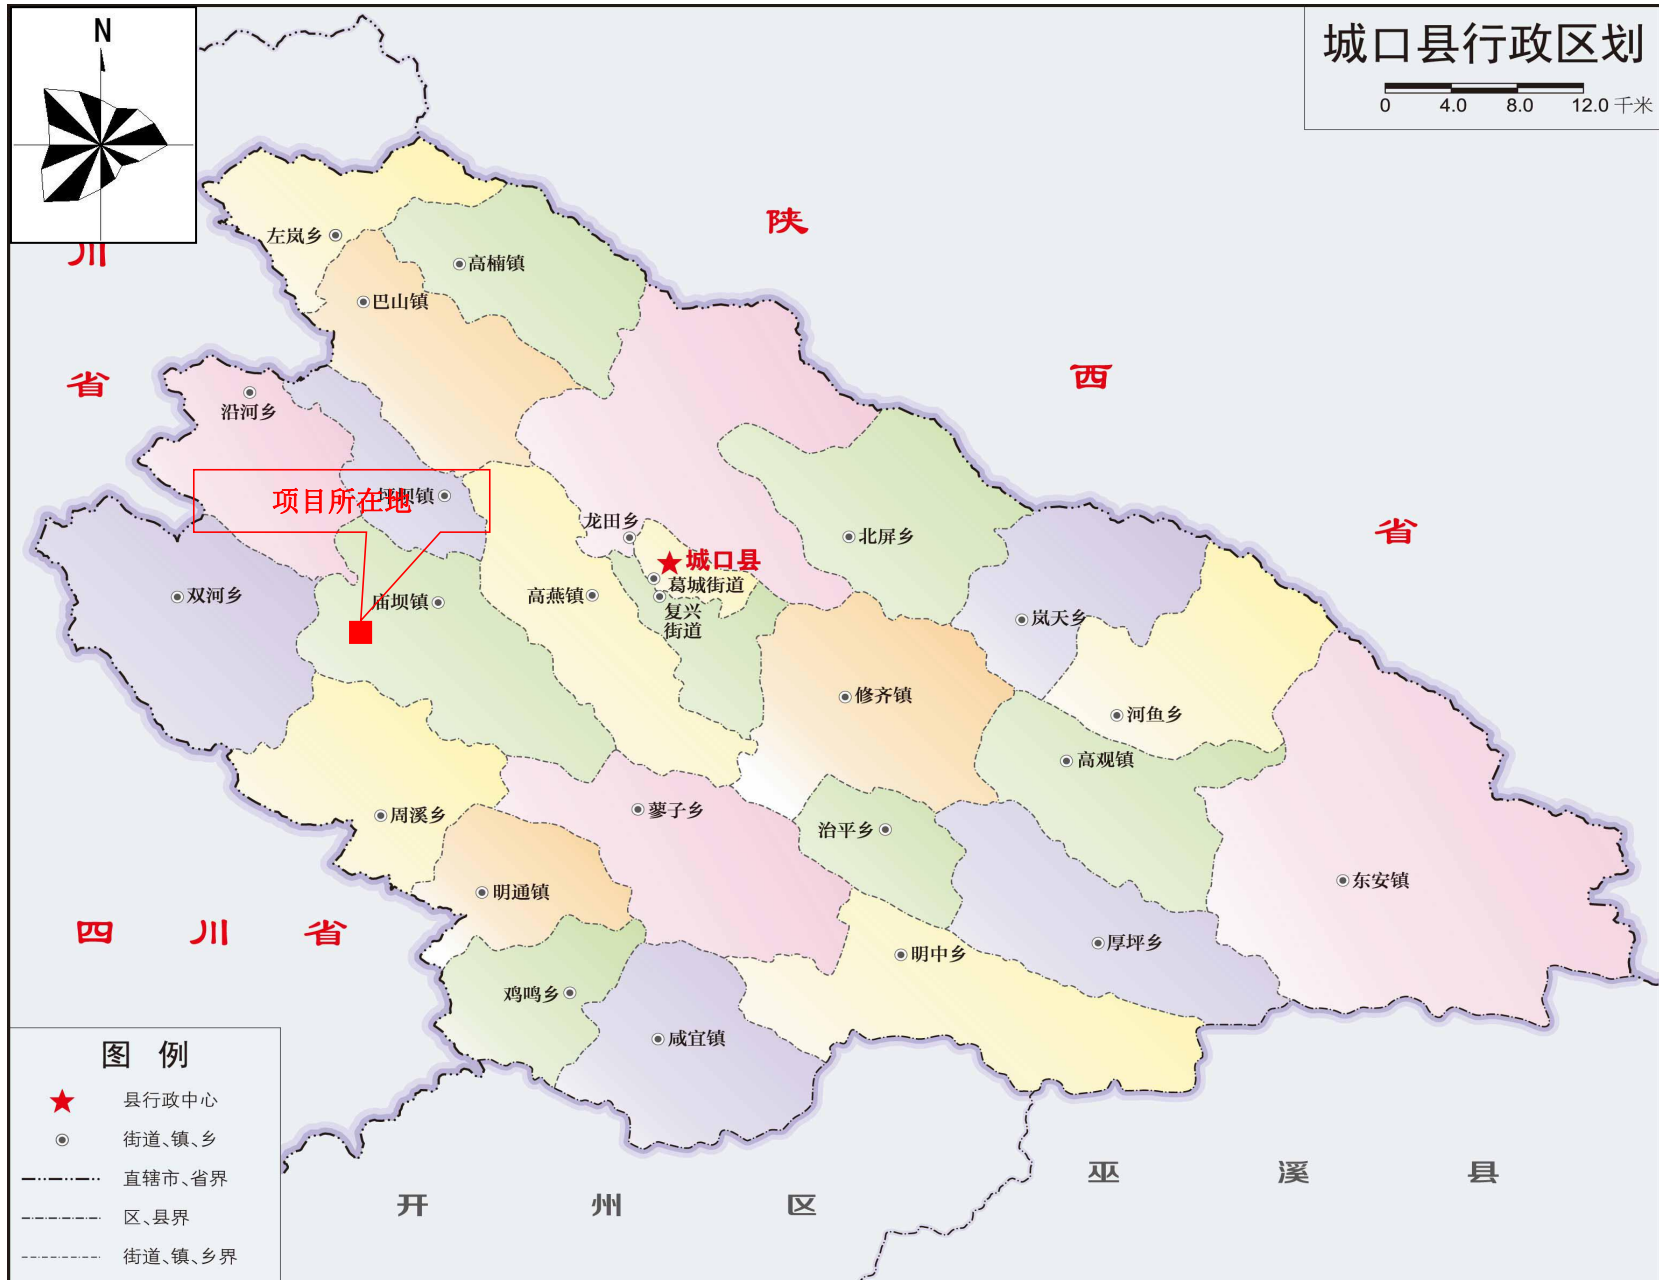 N
城口县行政区划
0 4.0 8.0 12.0 千米
陕
川
左岚乡
高楠镇
巴山镇
省
西
沿河乡
项目所在地
坪坝镇
龙田乡
北屏乡
省
城口县
葛城街道
双河乡
庙坝镇
高燕镇
复兴
街道
岚天乡
修齐镇
河鱼乡
高观镇
周溪乡
蓼子乡
治平乡
东安镇
明通镇
四川省
明中乡
厚坪乡
鸡鸣乡
咸宜镇
图例
县行政中心
街道、镇、乡
直辖市、省界
区、县界
街道、镇、乡界
开州区
巫溪县